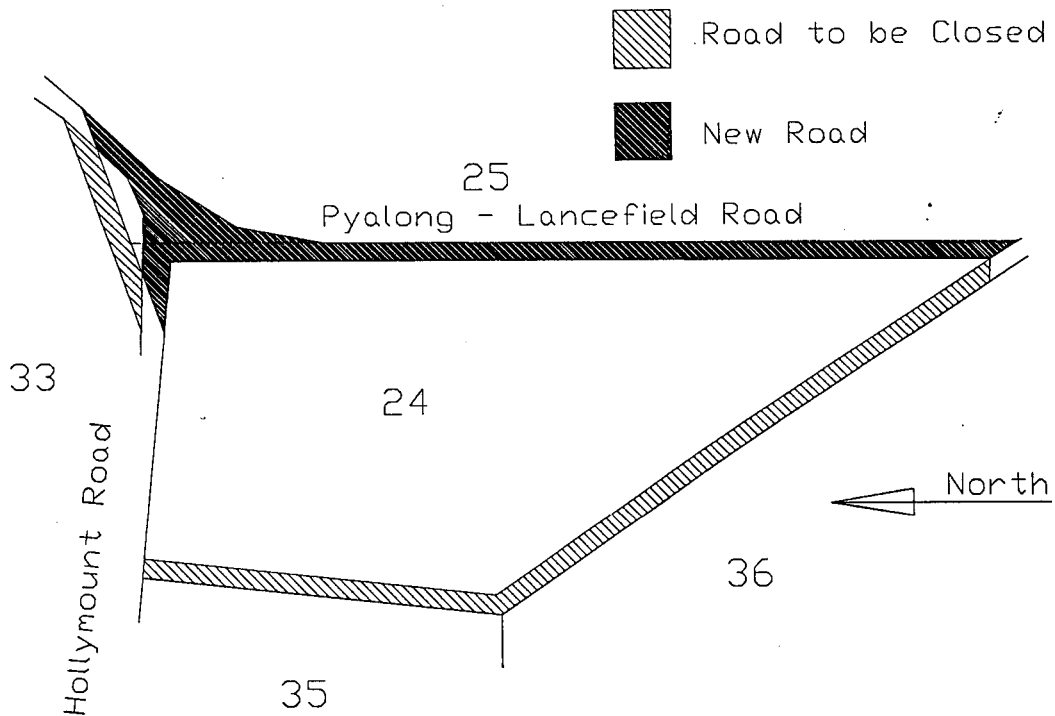 Road to be Closed
New Road
25
Pyalong - Lancefield Road
33
24
Hollymount Road
North
36
35